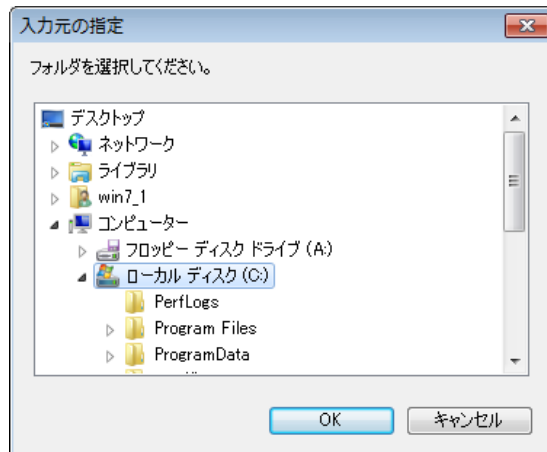 入力元の指定
フォルダを選択してください。
デスクトップ
ネットワーク
ライブラリ
win7_1
コンピューター
フロッピー ディスク ドライブ (A:)
ローカル ディスク (C:)
PerfLogs
Program Files
ProgramData
OK キャンセル